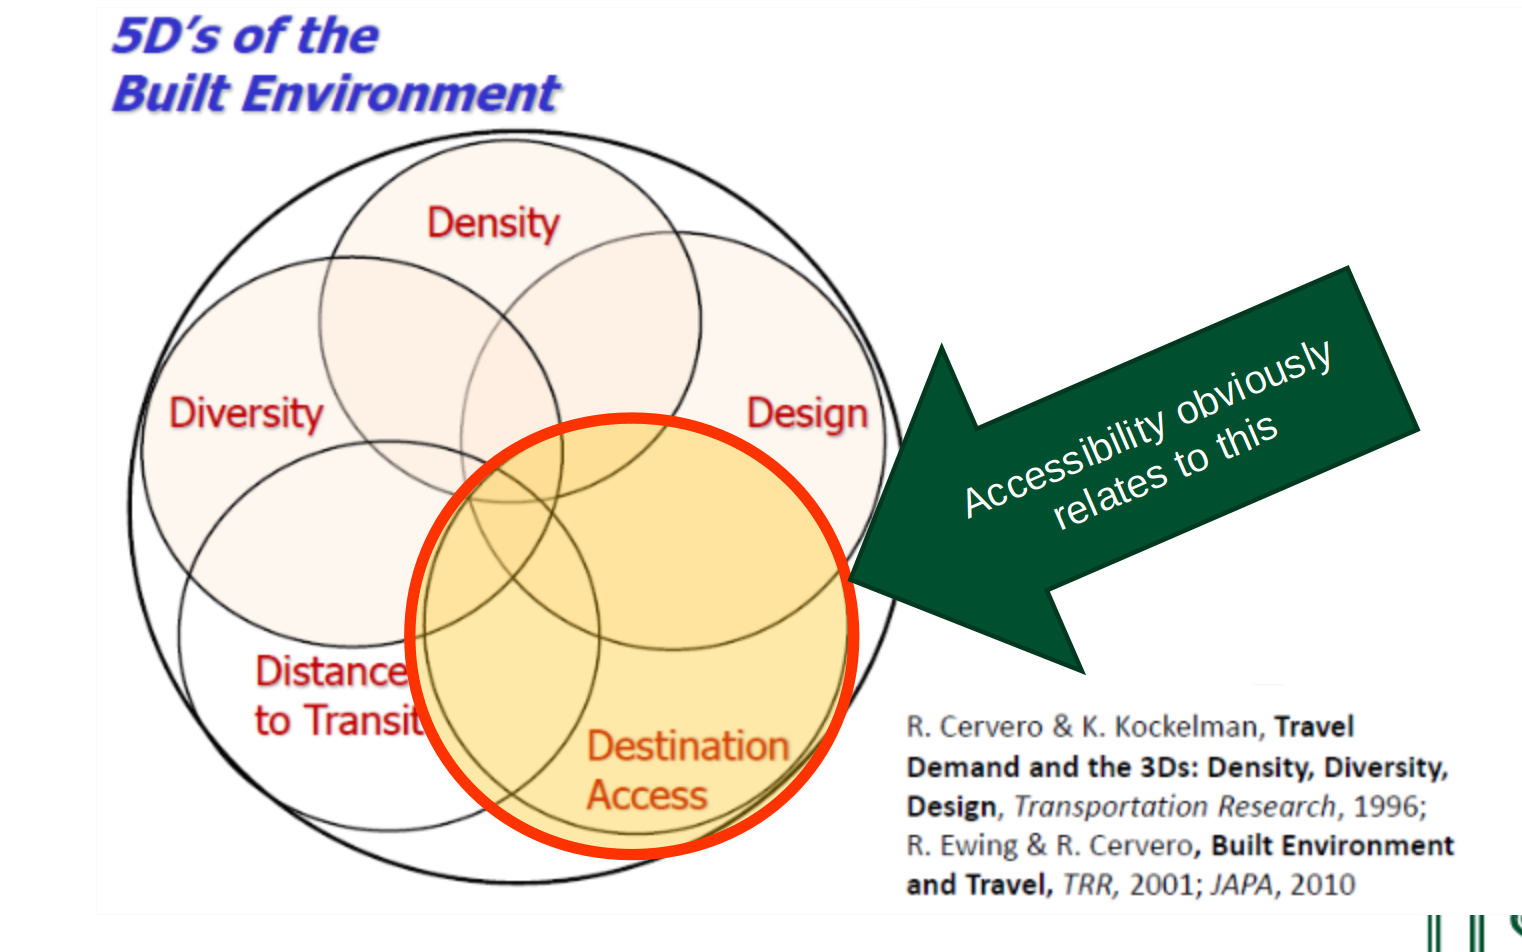 5D’s of the
Built Environment
Density
Diversity
Design
Accessibility obviously
relates to this
Distance
to Transit
Destination
Access
R. Cervero & K. Kockelman, Travel
Demand and the 3Ds: Density, Diversity,
Design, Transportation Research, 1996;
R. Ewing & R. Cervero, Built Environment
and Travel, TRR, 2001; JAPA, 2010